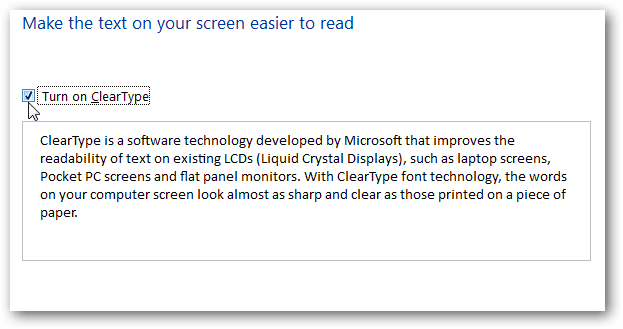 Make the text on your screen easier to read
Turn on ClearType
ClearType is a software technology developed by Microsoft that improves the
readability of text on existing LCDs (Liquid Crystal Displays), such as laptop screens,
Pocket PC screens and flat panel monitors. With ClearType font technology, the words
on your computer screen look almost as sharp and clear as those printed on a piece of
paper.